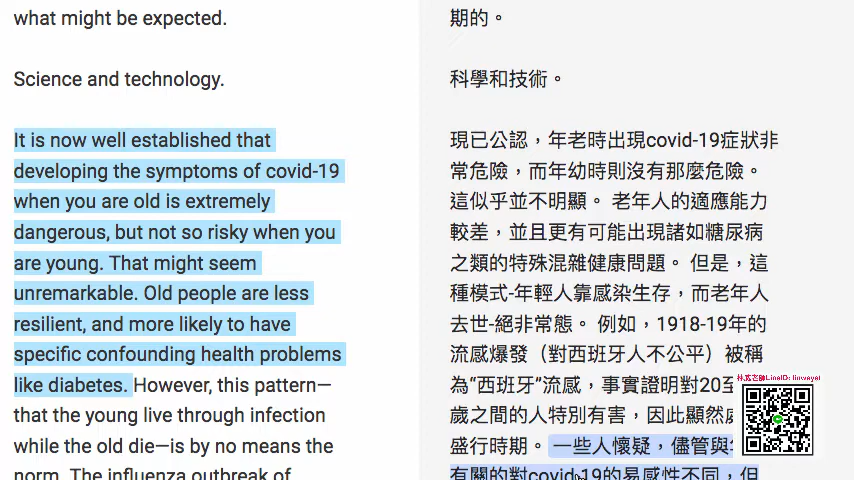 what might be expected.
Science and technology.
It is now well established that
developing the symptoms of covid-19
when you are old is extremely
dangerous, but not so risky when you
are young. That might seem
unremarkable. Old people are less
resilient, and more likely to have
specific confounding health problems
like diabetes. However, this pattern—
that the young live through infection
while the old die—is by no means the
norm. The influenza outbreak of
期的。
科學和技術。
現已公認，年老時出現covid-19症狀非
常危險，而年幼時則沒有那麼危險。
這似乎並不明顯。 老年人的適應能力
較差，並且更有可能出現諸如糖尿病
之類的特殊混雜健康問題。 但是，這
種模式-年輕人靠感染生存，而老年人
去世-絕非常態。 例如，1918-19年的
流感爆發（對西班牙人不公平）被稱
為“西班牙”流感，事實證明對20至
歲之間的人特別有害，因此顯然
盛行時期。 一些人懷疑，儘管與
有關的對covid-19的易感性不同，但
林威老師LineID: linweyei